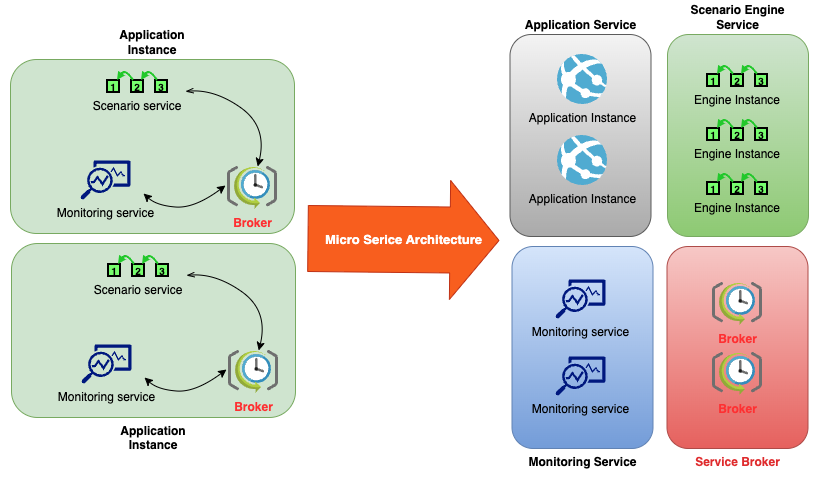 Application
Instance
1 2 3
Scenario service
Monitoring service
Broker
1 2 3
Scenario service
Monitoring service
Broker
Application
Instance
Micro Serice Architecture
Application Service
Application Instance
Application Instance
Scenario Engine
Service
1 2 3
Engine Instance
1 2 3
Engine Instance
1 2 3
Engine Instance
Monitoring service
Monitoring service
Monitoring Service
Broker
Broker
Service Broker